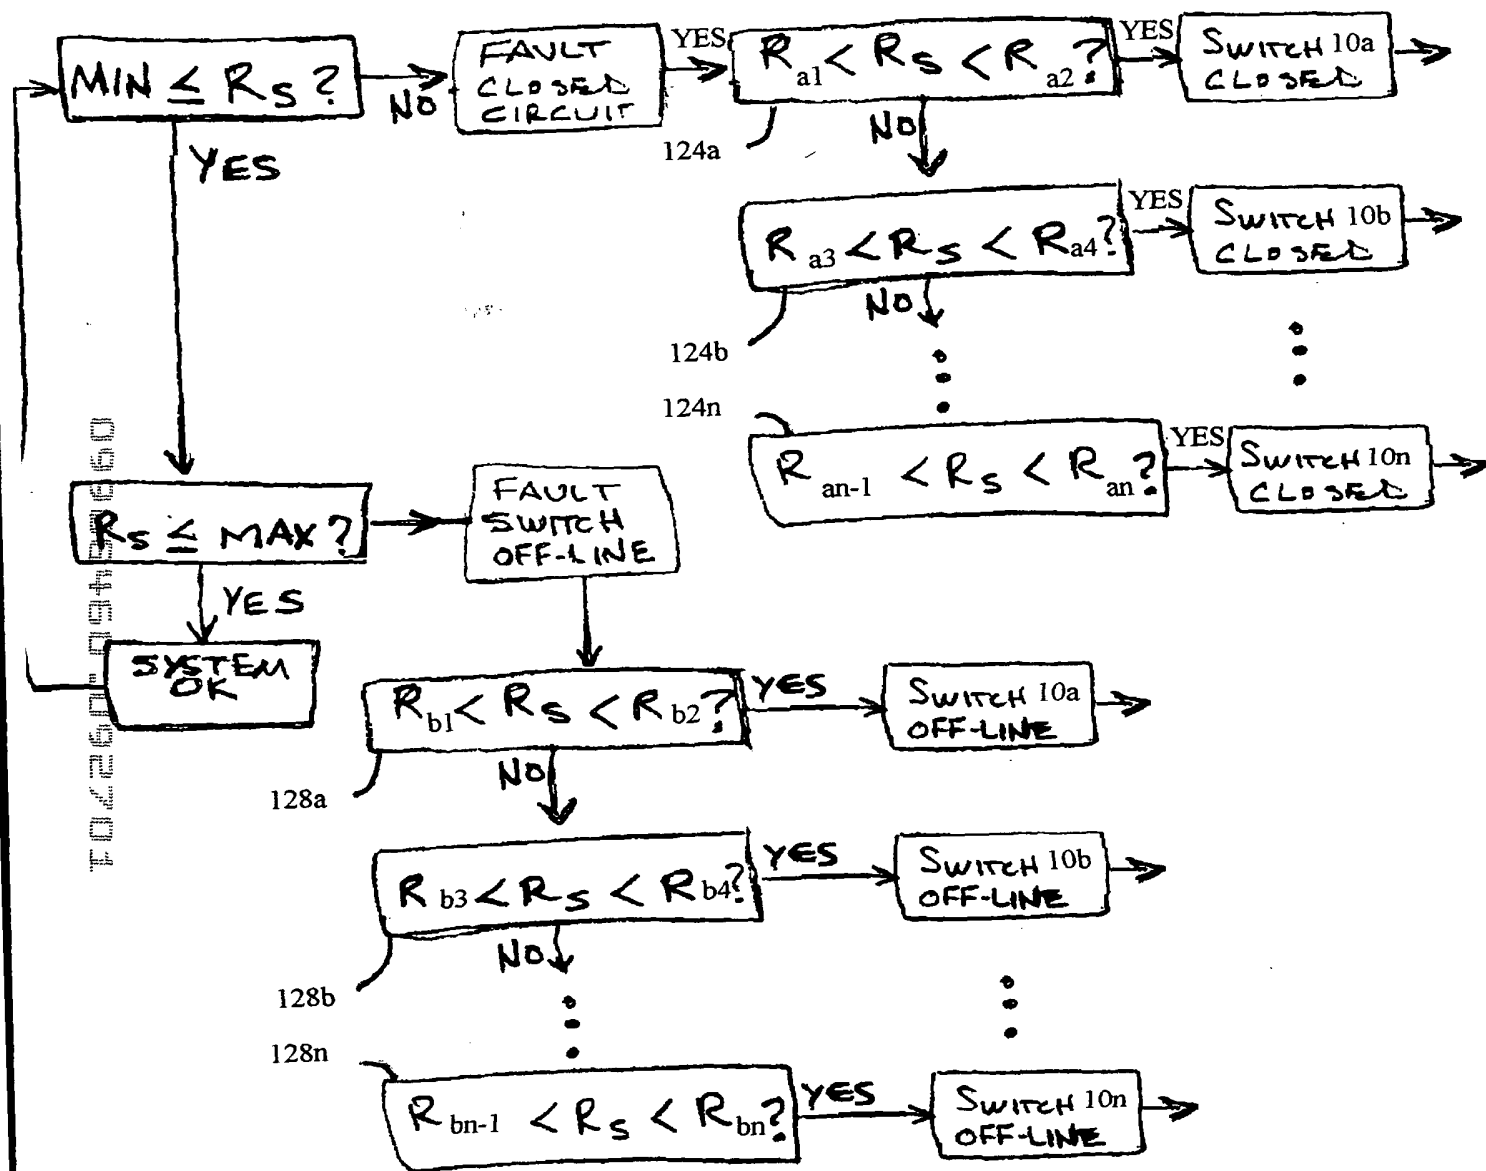 MIN ≤ RS ?
NO
FAULT
CLOSED
CIRCUIT
YES
Ra1 < RS < Ra2?
YES
SWITCH 10a
CLOSED
124a
NO
YES
Ra3 < RS < Ra4?
YES
SWITCH 10b
CLOSED
124b
NO
124n
Ran-1 < RS < Ran?
YES
SWITCH 10n
CLOSED
RS ≤ MAX ?
FAULT
SWITCH
OFF-LINE
YES
SYSTEM
OK
Rb1 < RS < Rb2?
YES
SWITCH 10a
OFF-LINE
128a
NO
Rb3 < RS < Rb4?
YES
SWITCH 10b
OFF-LINE
128b
NO
128n
Rbn-1 < RS < Rbn?
YES
SWITCH 10n
OFF-LINE